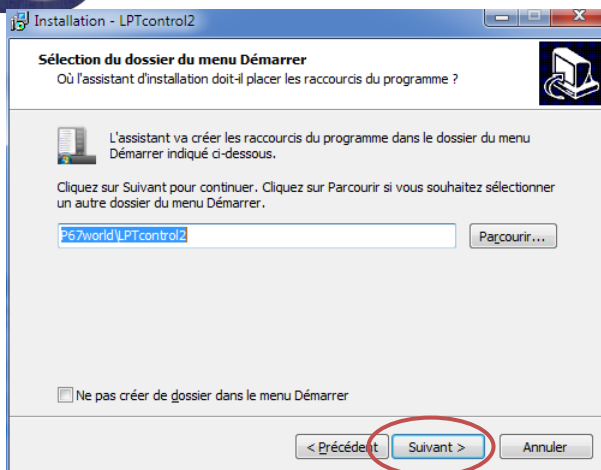 Installation - LPTcontrol2
Sélection du dossier du menu Démarrer
Où l'assistant d'installation doit-il placer les raccourcis du programme ?
L'assistant va créer les raccourcis du programme dans le dossier du menu
Démarrer indiqué ci-dessous.
Cliquez sur Suivant pour continuer. Cliquez sur Parcourir si vous souhaitez sélectionner
un autre dossier du menu Démarrer.
P67world\LPTcontrol2
Parcourir...
Ne pas créer de dossier dans le menu Démarrer
< Précédent
Suivant >
Annuler